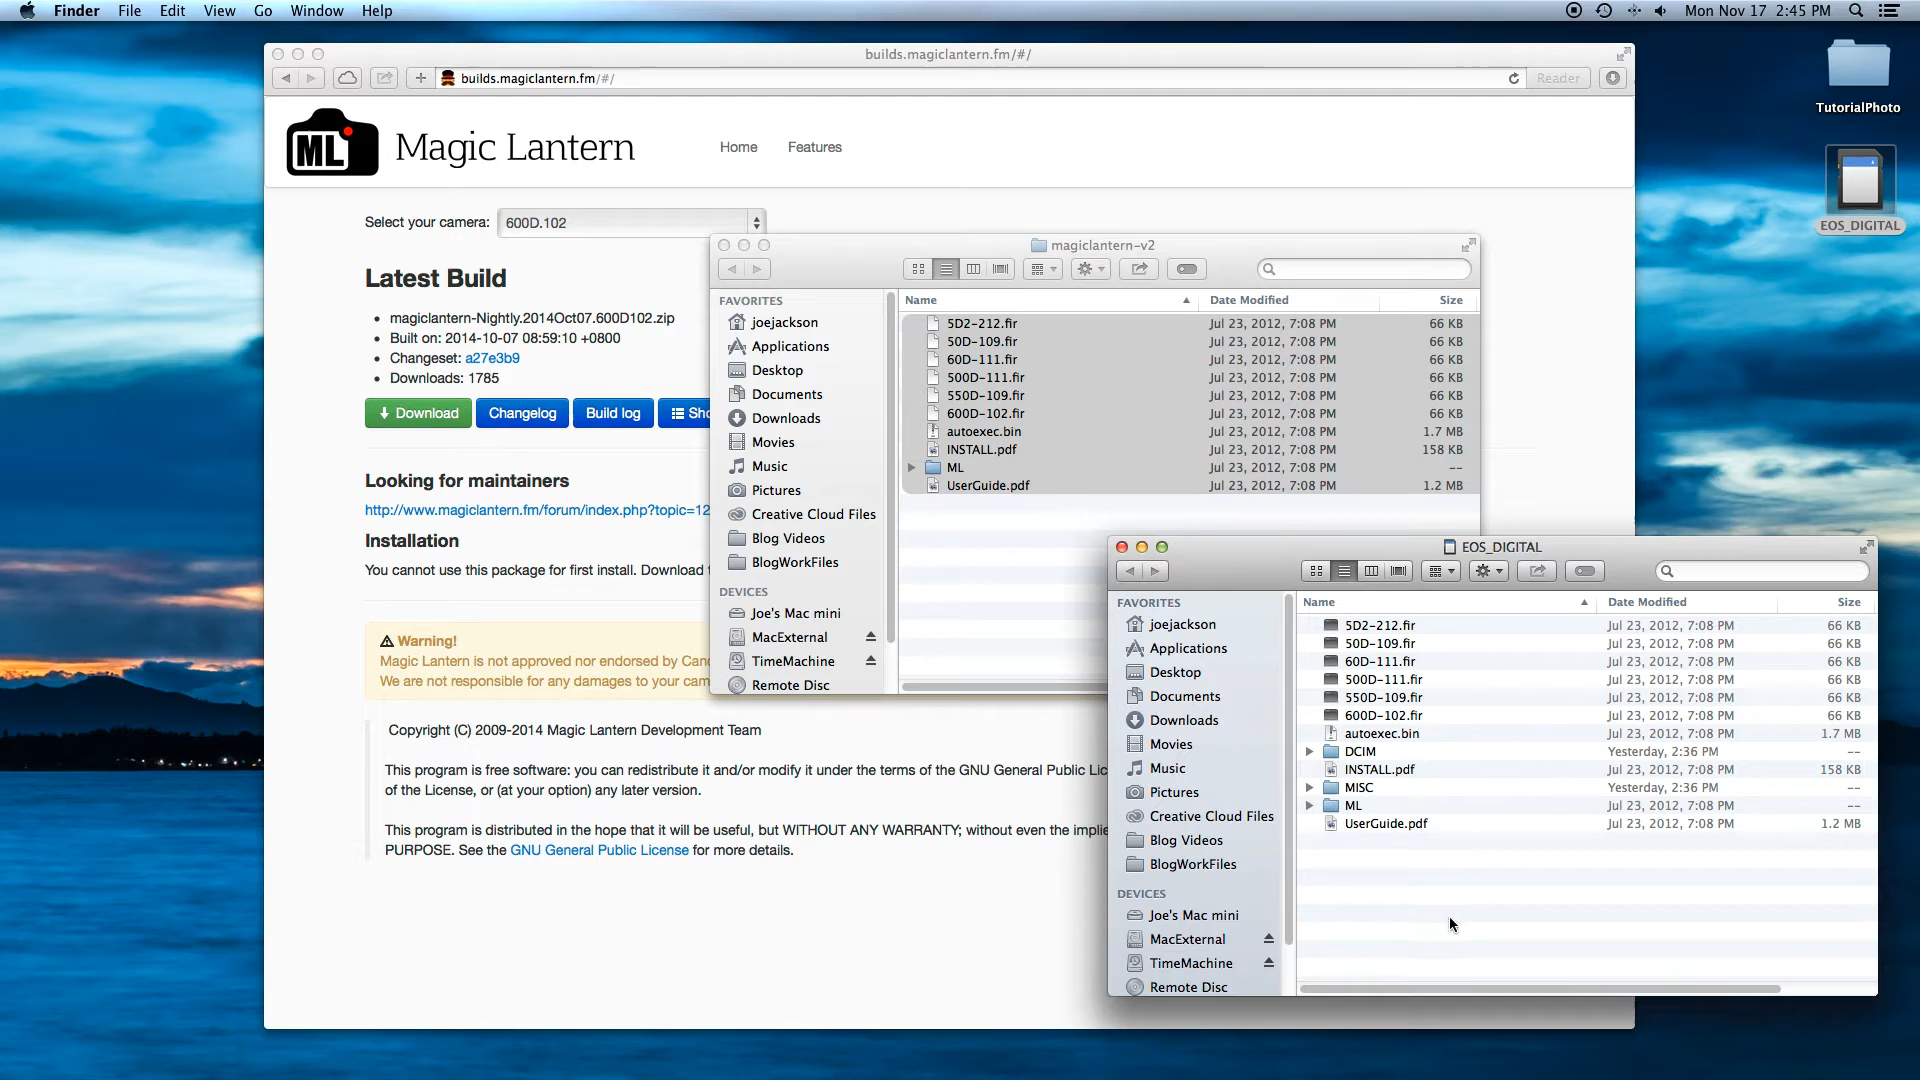 Finder File Edit View Go Window Help
Mon Nov 17 2:45 PM
TutorialPhoto
EOS_DIGITAL
builds.magiclantern.fm/#/
builds.magiclantern.fm/#/
Reader
ML Magic Lantern
Home Features
Select your camera: 600D.102
Latest Build
• magiclantern-Nightly.2014Oct07.600D102.zip
• Built on: 2014-10-07 08:59:10 +0800
• Changeset: a27e3b9
• Downloads: 1785
Download Changelog Build log Sho
Looking for maintainers
http://www.magiclantern.fm/forum/index.php?topic=12
Installation
You cannot use this package for first install. Download
Warning!
Magic Lantern is not approved nor endorsed by
We are not responsible for any damages to your
Copyright (C) 2009-2014 Magic Lantern Development Team
This program is free software: you can redistribute it and/or modify it under the terms of the GNU General Public
of the License, or (at your option) any later version.
This program is distributed in the hope that it will be useful, but WITHOUT ANY WARRANTY; without even the
PURPOSE. See the GNU General Public License for more details.
magiclantern-v2
FAVORITES
joejackson
Applications
Desktop
Documents
Downloads
Movies
Music
Pictures
Creative Cloud Files
Blog Videos
BlogWorkFiles
DEVICES
Joe's Mac mini
MacExternal
TimeMachine
Remote Disc
Name Date Modified Size
5D2-212.fir Jul 23, 2012, 7:08 PM 66 KB
50D-109.fir Jul 23, 2012, 7:08 PM 66 KB
60D-111.fir Jul 23, 2012, 7:08 PM 66 KB
500D-111.fir Jul 23, 2012, 7:08 PM 66 KB
550D-109.fir Jul 23, 2012, 7:08 PM 66 KB
600D-102.fir Jul 23, 2012, 7:08 PM 66 KB
autoexec.bin Jul 23, 2012, 7:08 PM 1.7 MB
INSTALL.pdf Jul 23, 2012, 7:08 PM 158 KB
ML Jul 23, 2012, 7:08 PM --
UserGuide.pdf Jul 23, 2012, 7:08 PM 1.2 MB
EOS_DIGITAL
FAVORITES
joejackson
Applications
Desktop
Documents
Downloads
Movies
Music
Pictures
Creative Cloud Files
Blog Videos
BlogWorkFiles
DEVICES
Joe's Mac mini
MacExternal
TimeMachine
Remote Disc
Name Date Modified Size
5D2-212.fir Jul 23, 2012, 7:08 PM 66 KB
50D-109.fir Jul 23, 2012, 7:08 PM 66 KB
60D-111.fir Jul 23, 2012, 7:08 PM 66 KB
500D-111.fir Jul 23, 2012, 7:08 PM 66 KB
550D-109.fir Jul 23, 2012, 7:08 PM 66 KB
600D-102.fir Jul 23, 2012, 7:08 PM 66 KB
autoexec.bin Jul 23, 2012, 7:08 PM 1.7 MB
DCIM Yesterday, 2:36 PM --
INSTALL.pdf Jul 23, 2012, 7:08 PM 158 KB
MISC Yesterday, 2:36 PM --
ML Jul 23, 2012, 7:08 PM --
UserGuide.pdf Jul 23, 2012, 7:08 PM 1.2 MB